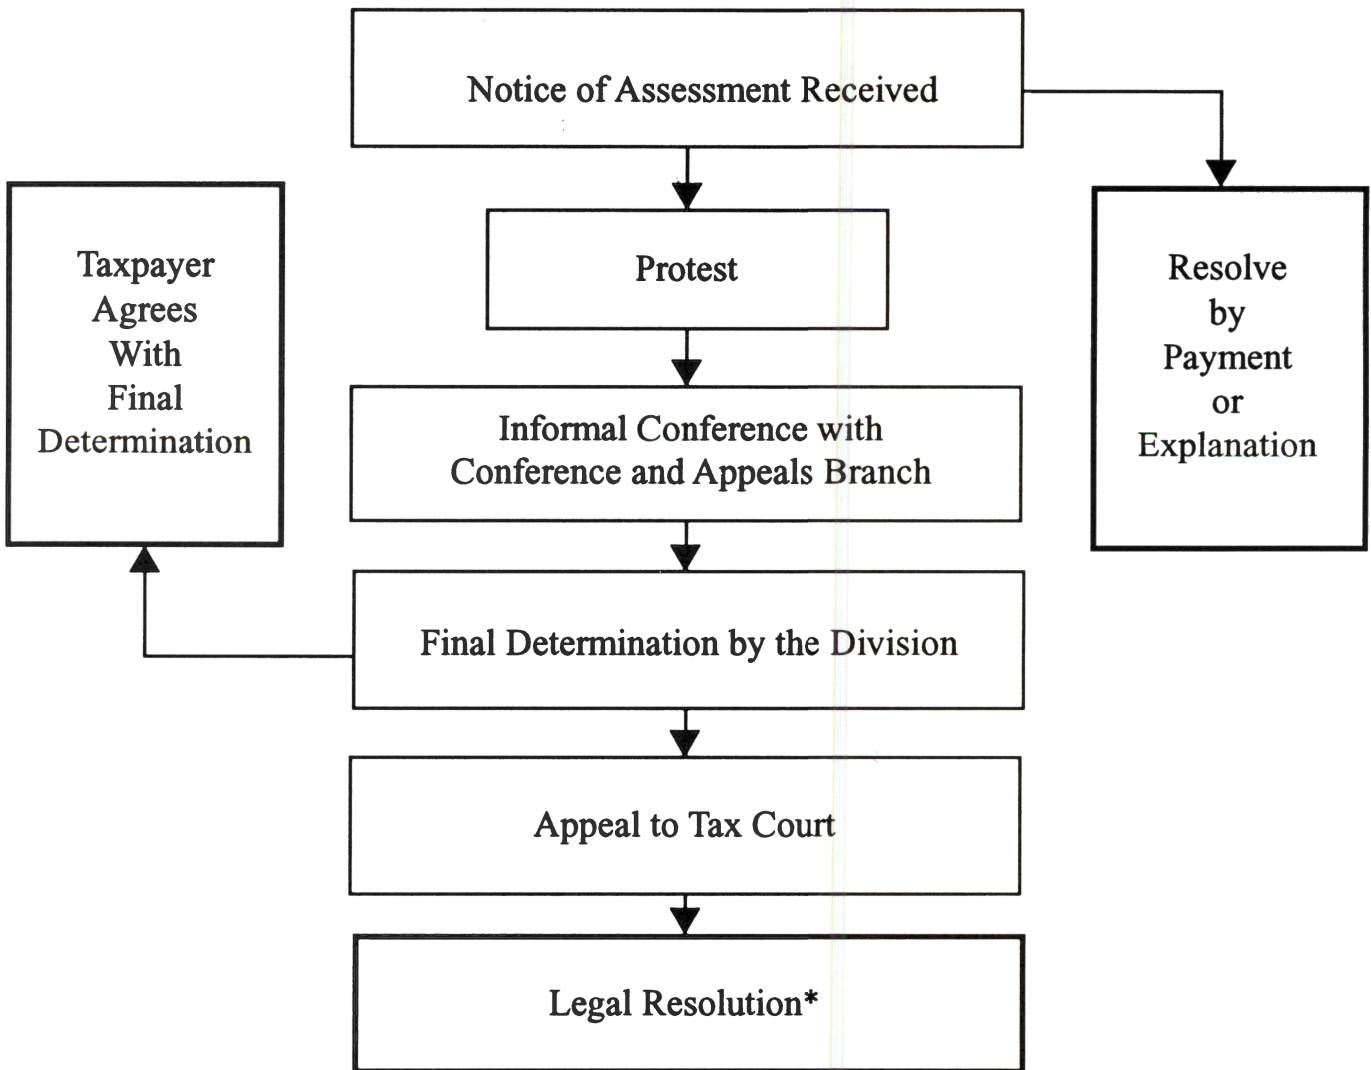 Notice of Assessment Received
Protest
Taxpayer
Agrees
With
Final
Determination
Resolve
by
Payment
or
Explanation
Informal Conference with
Conference and Appeals Branch
Final Determination by the Division
Appeal to Tax Court
Legal Resolution*